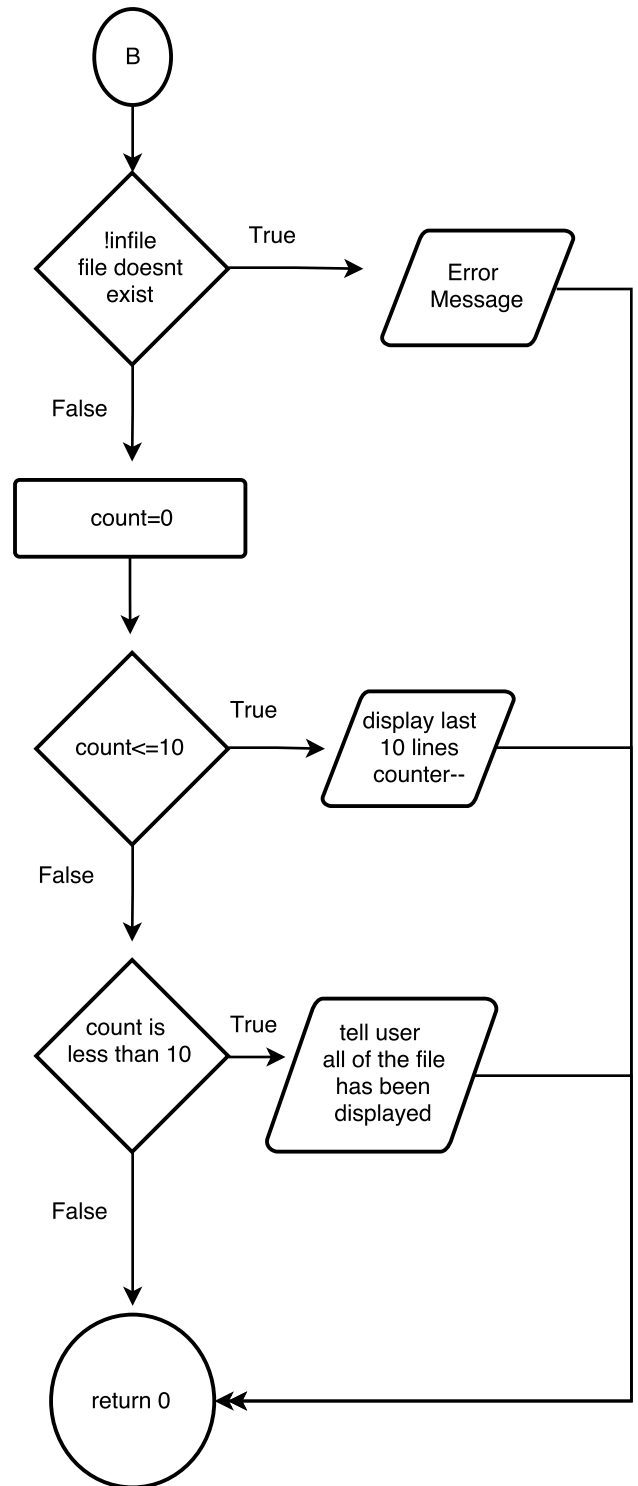 B
!infile
file doesnt
exist
True
Error
Message
False
count=0
count<=10
True
display last
10 lines
counter--
False
count is
less than 10
True
tell user
all of the file
has been
displayed
False
return 0